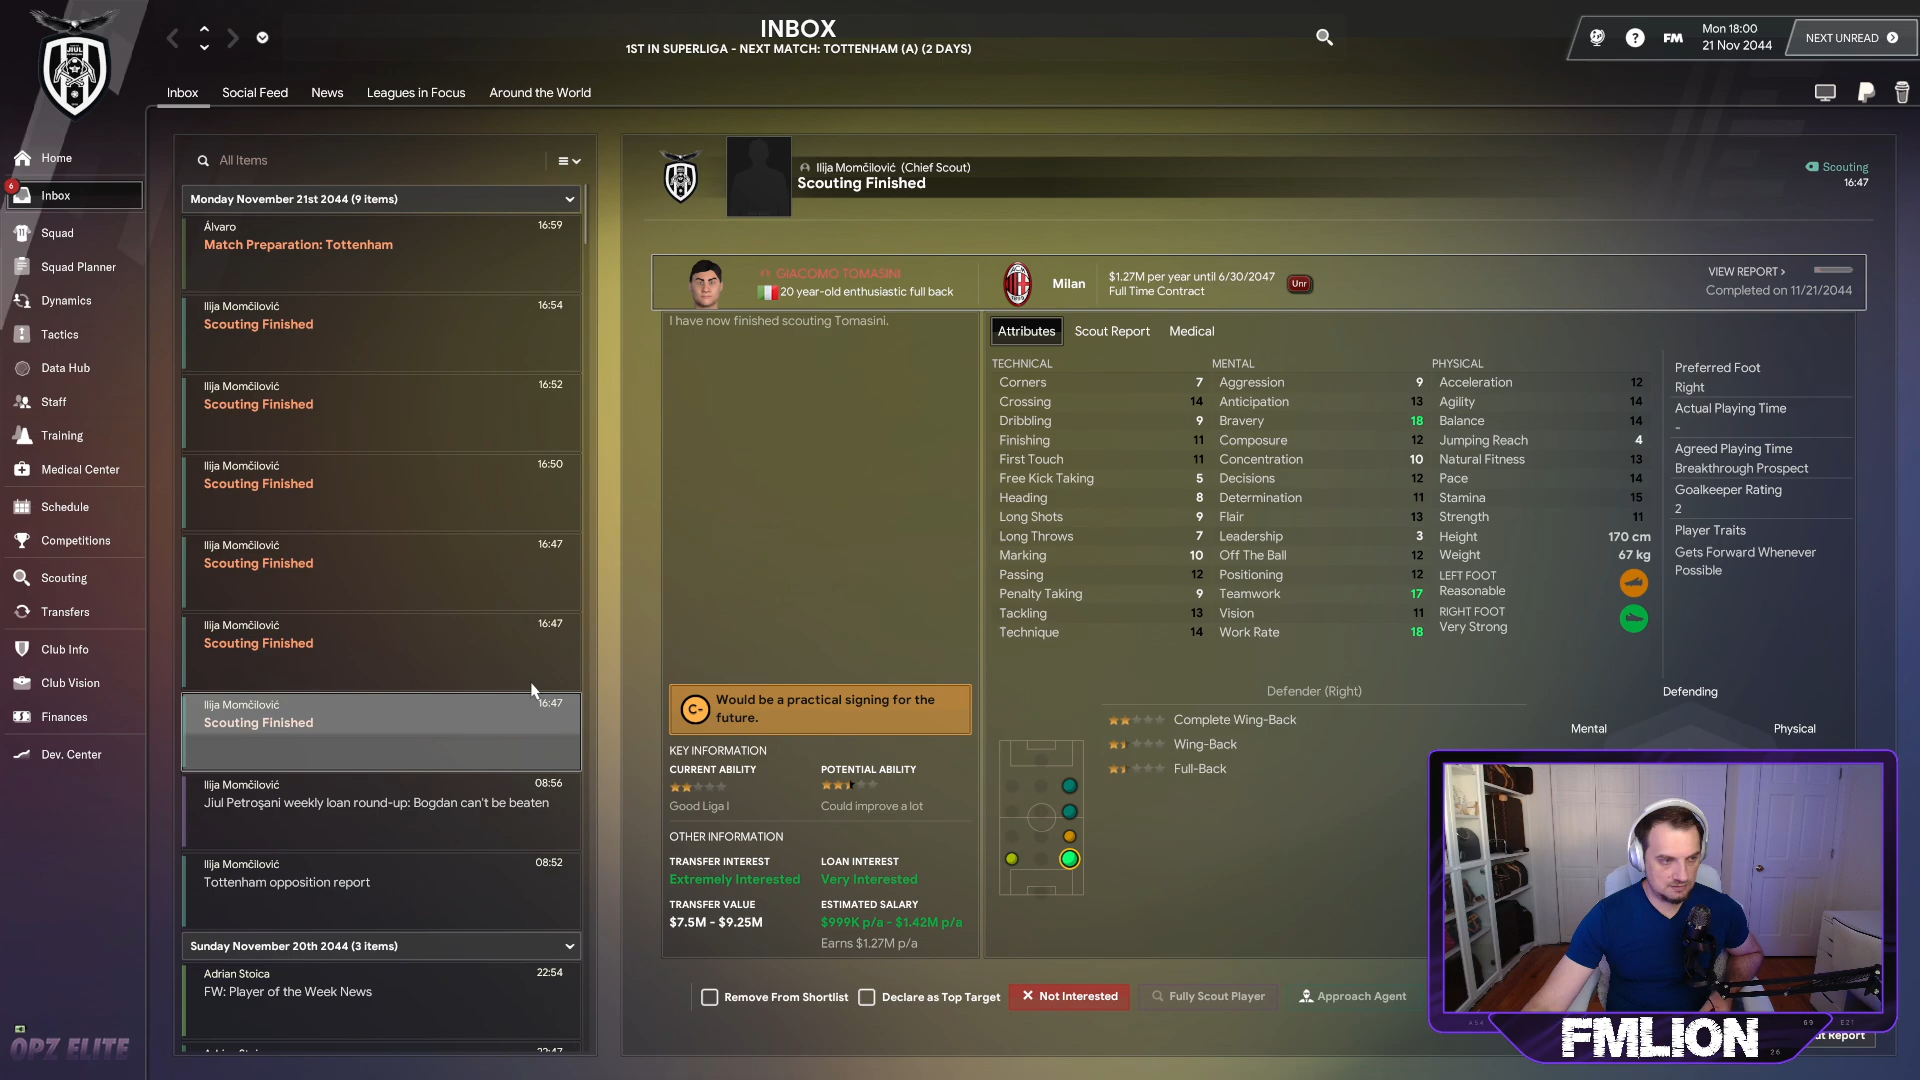 INBOX
1ST IN SUPERLIGA - NEXT MATCH: TOTTENHAM (A) (2 DAYS)
FM
Mon 18:00
21 Nov 2044
NEXT UNREAD
Inbox
Social Feed
News
Leagues in Focus
Around the World
Home
6
Inbox
Squad
Squad Planner
Dynamics
Tactics
Data Hub
Staff
Training
Medical Center
Schedule
Competitions
Scouting
Transfers
Club Info
Club Vision
Finances
Dev. Center
OPZ ELITE
All Items
Monday November 21st 2044 (9 items)
Álvaro 16:59
Match Preparation: Tottenham
Ilija Momčilović 16:54
Scouting Finished
Ilija Momčilović 16:52
Scouting Finished
Ilija Momčilović 16:50
Scouting Finished
Ilija Momčilović 16:47
Scouting Finished
Ilija Momčilović 16:47
Scouting Finished
Ilija Momčilović 16:47
Scouting Finished
Ilija Momčilović 08:56
Jiul Petroşani weekly loan round-up: Bogdan can't be beaten
Ilija Momčilović 08:52
Tottenham opposition report
Sunday November 20th 2044 (3 items)
Adrian Stoica 22:54
FW: Player of the Week News
Ilija Momčilović (Chief Scout)
Scouting Finished
Scouting
16:47
GIACOMO TOMASINI
20 year-old enthusiastic full back
Milan
$1.27M per year until 6/30/2047
Full Time Contract
Unr
VIEW REPORT >
Completed on 11/21/2044
I have now finished scouting Tomasini.
Attributes
Scout Report
Medical
TECHNICAL
Corners 7
Crossing 14
Dribbling 9
Finishing 11
First Touch 11
Free Kick Taking 5
Heading 8
Long Shots 9
Long Throws 7
Marking 10
Passing 12
Penalty Taking 9
Tackling 13
Technique 14
MENTAL
Aggression 9
Anticipation 13
Bravery 18
Composure 12
Concentration 10
Decisions 12
Determination 11
Flair 13
Leadership 3
Off The Ball 12
Positioning 12
Teamwork 17
Vision 11
Work Rate 18
PHYSICAL
Acceleration 12
Agility 14
Balance 14
Jumping Reach 4
Natural Fitness 13
Pace 14
Stamina 15
Strength 11
Height 170 cm
Weight 67 kg
LEFT FOOT
Reasonable
RIGHT FOOT
Very Strong
Preferred Foot
Right
Actual Playing Time
-
Agreed Playing Time
Breakthrough Prospect
Goalkeeper Rating
2
Player Traits
Gets Forward Whenever
Possible
C-
Would be a practical signing for the
future.
KEY INFORMATION
CURRENT ABILITY
Good Liga I
POTENTIAL ABILITY
Could improve a lot
OTHER INFORMATION
TRANSFER INTEREST
Extremely Interested
LOAN INTEREST
Very Interested
TRANSFER VALUE
$7.5M - $9.25M
ESTIMATED SALARY
$999K p/a - $1.42M p/a
Earns $1.27M p/a
Defender (Right)
Complete Wing-Back
Wing-Back
Full-Back
Defending
Mental
Physical
Remove From Shortlist
Declare as Top Target
Not Interested
Fully Scout Player
Approach Agent
ut Report
FMLION